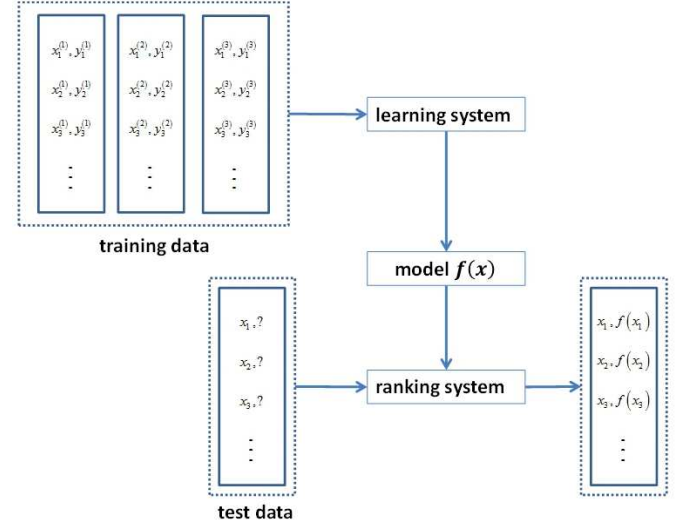 x₁⁽¹⁾, y₁⁽¹⁾ x₁⁽²⁾, y₁⁽²⁾ x₁⁽³⁾, y₁⁽³⁾
x₂⁽¹⁾, y₂⁽¹⁾ x₂⁽²⁾, y₂⁽²⁾ x₂⁽³⁾, y₂⁽³⁾
x₃⁽¹⁾, y₃⁽¹⁾ x₃⁽²⁾, y₃⁽²⁾ x₃⁽³⁾, y₃⁽³⁾
⋮ ⋮ ⋮
training data
learning system
model f(x)
x₁,?
x₂,?
x₃,?
⋮
test data
ranking system
x₁, f(x₁)
x₂, f(x₂)
x₃, f(x₃)
⋮